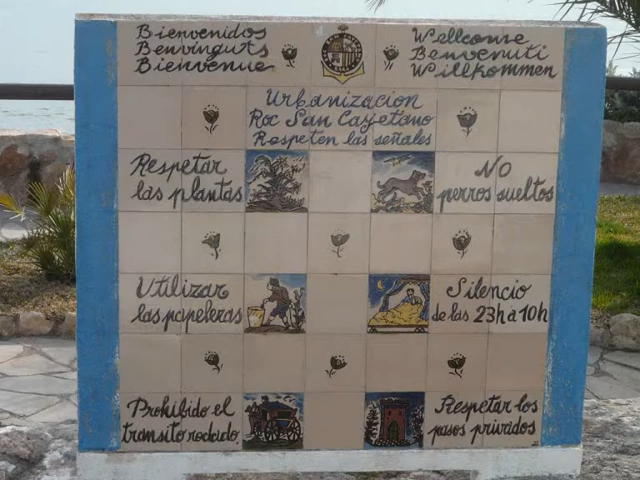 Bienvenidos
Benvinguts
Bienvenue
Wellcome
Benvenuti
Willkommen
Urbanizacion
Roc San Cayetano
Respeten las señales
Respetar
las plantas
No
perros sueltos
Utilizar
las papeleras
Silencio
de las 23h à 10h
Prohibido el
transito rodado
Respetar los
pasos privados